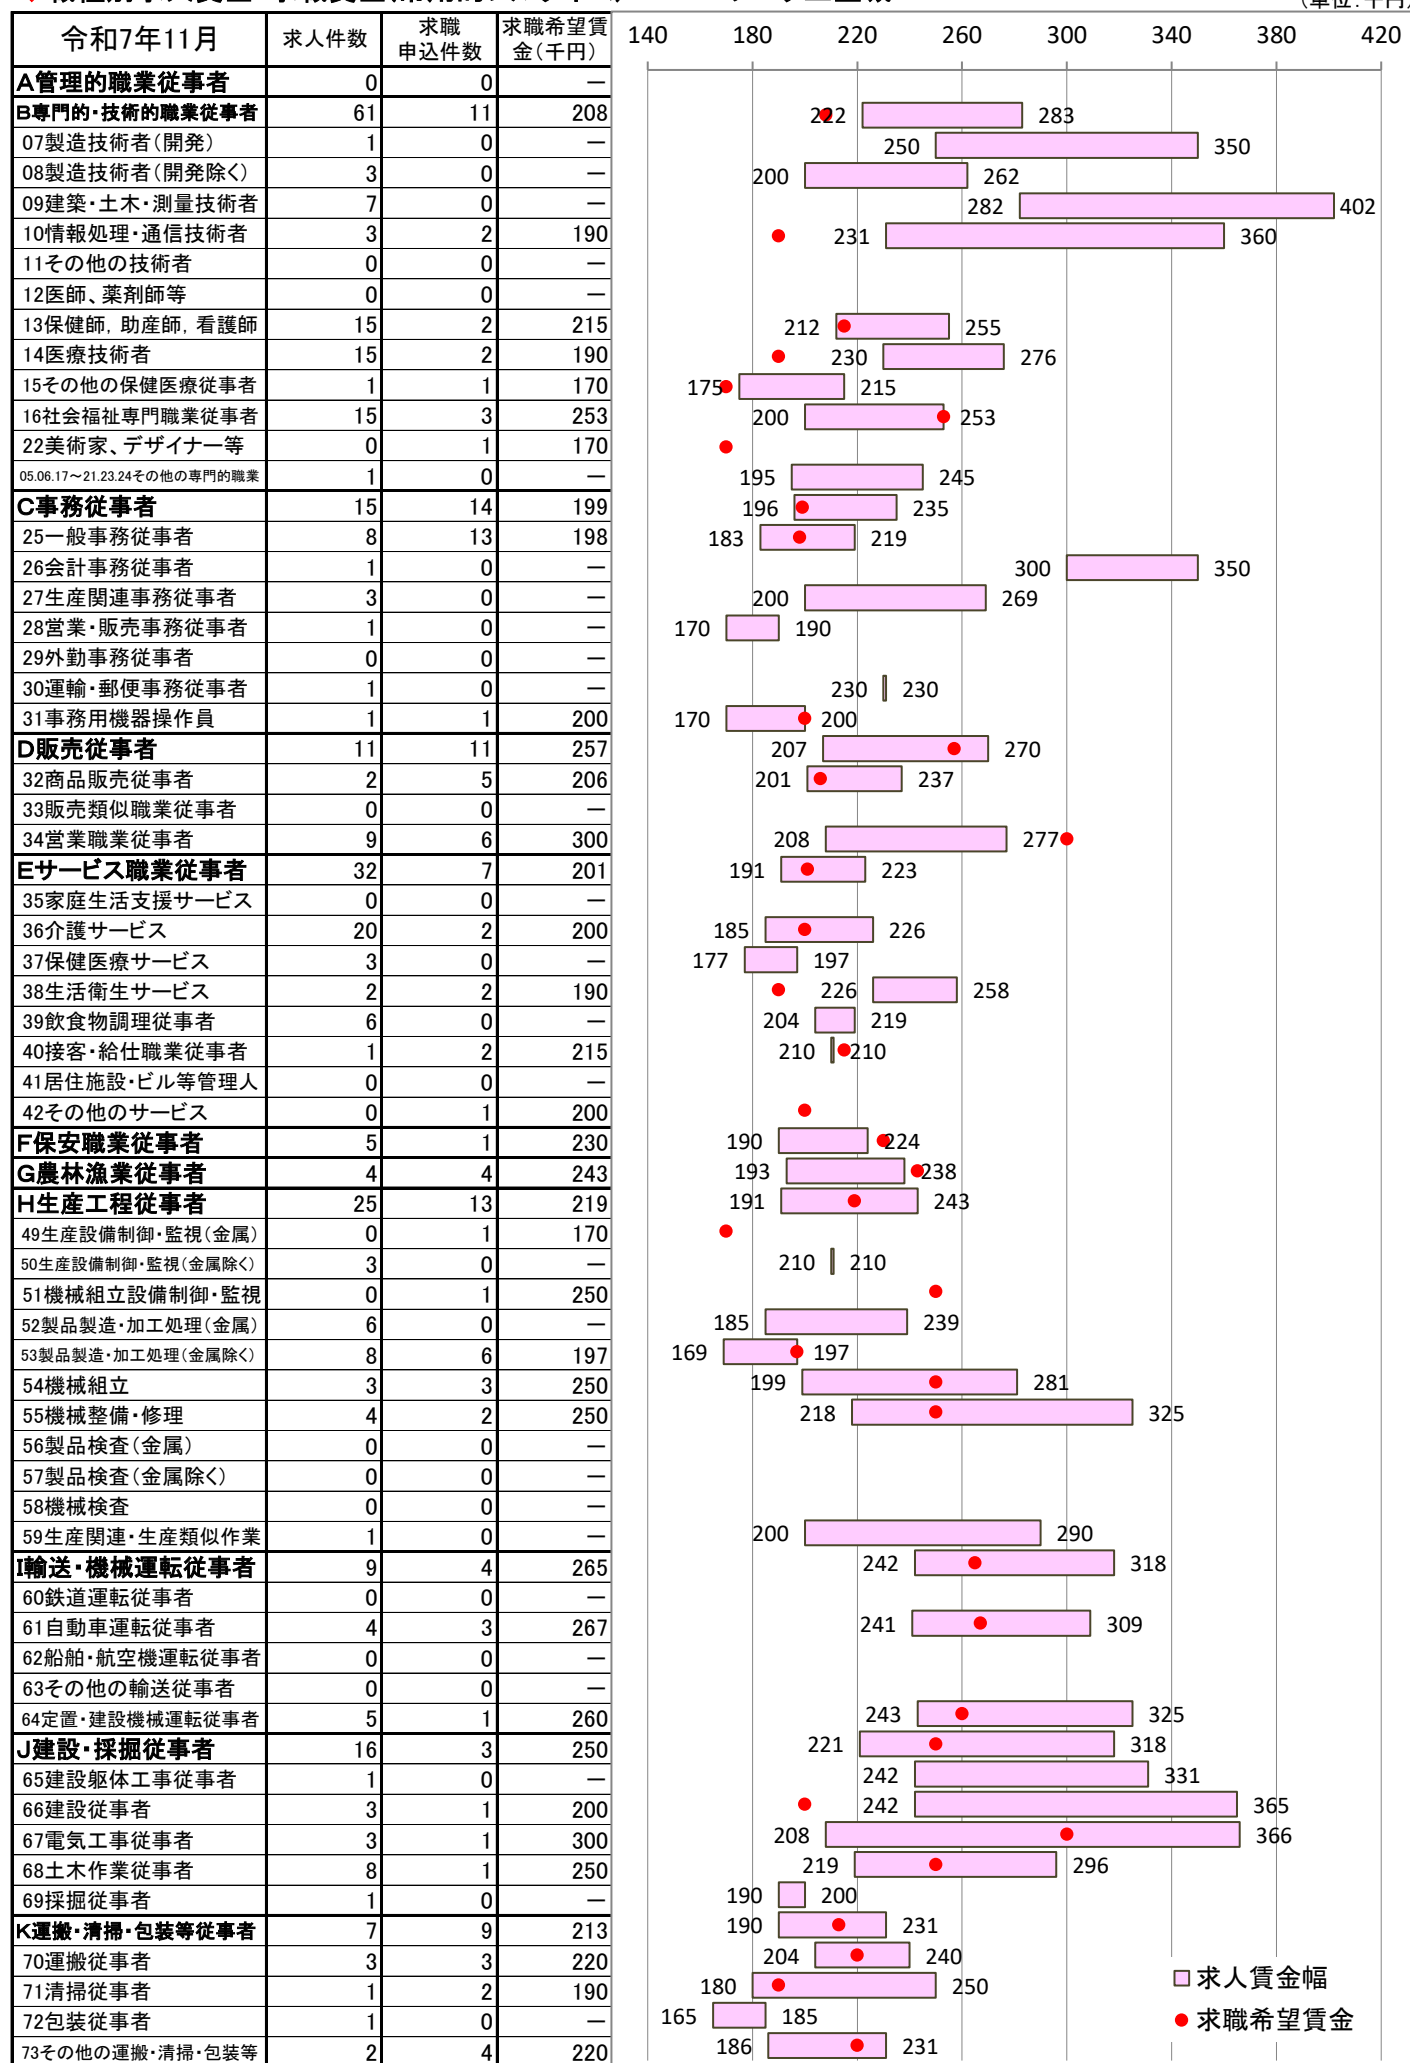 (単位:千円)
令和7年11月 求人件数 求職申込件数 求職希望賃金(千円) 140 180 220 260 300 340 380 420
A管理的職業従事者 0 0 —
B専門的・技術的職業従事者 61 11 208 222 283
07製造技術者(開発) 1 0 — 250 350
08製造技術者(開発除く) 3 0 — 200 262
09建築・土木・測量技術者 7 0 — 282 402
10情報処理・通信技術者 3 2 190 231 360
11その他の技術者 0 0 —
12医師、薬剤師等 0 0 —
13保健師, 助産師, 看護師 15 2 215 212 255
14医療技術者 15 2 190 230 276
15その他の保健医療従事者 1 1 170 175 215
16社会福祉専門職業従事者 15 3 253 200 253
22美術家、デザイナー等 0 1 170
05.06.17~21.23.24その他の専門的職業 1 0 — 195 245
C事務従事者 15 14 199 196 235
25一般事務従事者 8 13 198 183 219
26会計事務従事者 1 0 — 300 350
27生産関連事務従事者 3 0 — 200 269
28営業・販売事務従事者 1 0 — 170 190
29外勤事務従事者 0 0 —
30運輸・郵便事務従事者 1 0 — 230 230
31事務用機器操作員 1 1 200 170 200
D販売従事者 11 11 257 207 270
32商品販売従事者 2 5 206 201 237
33販売類似職業従事者 0 0 —
34営業職業従事者 9 6 300 208 277
Eサービス職業従事者 32 7 201 191 223
35家庭生活支援サービス 0 0 —
36介護サービス 20 2 200 185 226
37保健医療サービス 3 0 — 177 197
38生活衛生サービス 2 2 190 226 258
39飲食物調理従事者 6 0 — 204 219
40接客・給仕職業従事者 1 2 215 210 210
41居住施設・ビル等管理人 0 0 —
42その他のサービス 0 1 200
F保安職業従事者 5 1 230 190 224
G農林漁業従事者 4 4 243 193 238
H生産工程従事者 25 13 219 191 243
49生産設備制御・監視(金属) 0 1 170
50生産設備制御・監視(金属除く) 3 0 — 210 210
51機械組立設備制御・監視 0 1 250
52製品製造・加工処理(金属) 6 0 — 185 239
53製品製造・加工処理(金属除く) 8 6 197 169 197
54機械組立 3 3 250 199 281
55機械整備・修理 4 2 250 218 325
56製品検査(金属) 0 0 —
57製品検査(金属除く) 0 0 —
58機械検査 0 0 —
59生産関連・生産類似作業 1 0 — 200 290
I輸送・機械運転従事者 9 4 265 242 318
60鉄道運転従事者 0 0 —
61自動車運転従事者 4 3 267 241 309
62船舶・航空機運転従事者 0 0 —
63その他の輸送従事者 0 0 —
64定置・建設機械運転従事者 5 1 260 243 325
J建設・採掘従事者 16 3 250 221 318
65建設躯体工事従事者 1 0 — 242 331
66建設従事者 3 1 200 242 365
67電気工事従事者 3 1 300 208 366
68土木作業従事者 8 1 250 219 296
69採掘従事者 1 0 — 190 200
K運搬・清掃・包装等従事者 7 9 213 190 231
70運搬従事者 3 3 220 204 240
71清掃従事者 1 2 190 180 250
72包装従事者 1 0 — 165 185
73その他の運搬・清掃・包装等 2 4 220 186 231
求人賃金幅
求職希望賃金